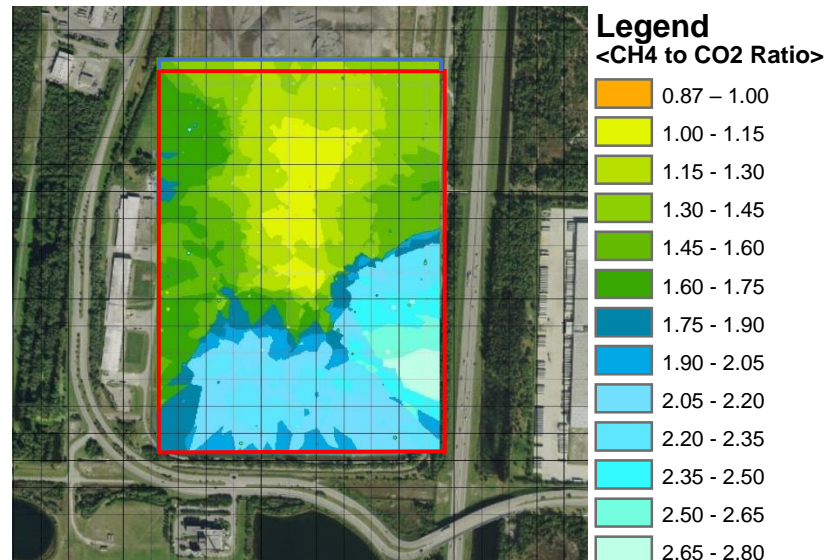 Legend
<CH4 to CO2 Ratio>
0.87 – 1.00
1.00 - 1.15
1.15 - 1.30
1.30 - 1.45
1.45 - 1.60
1.60 - 1.75
1.75 - 1.90
1.90 - 2.05
2.05 - 2.20
2.20 - 2.35
2.35 - 2.50
2.50 - 2.65
2.65 - 2.80